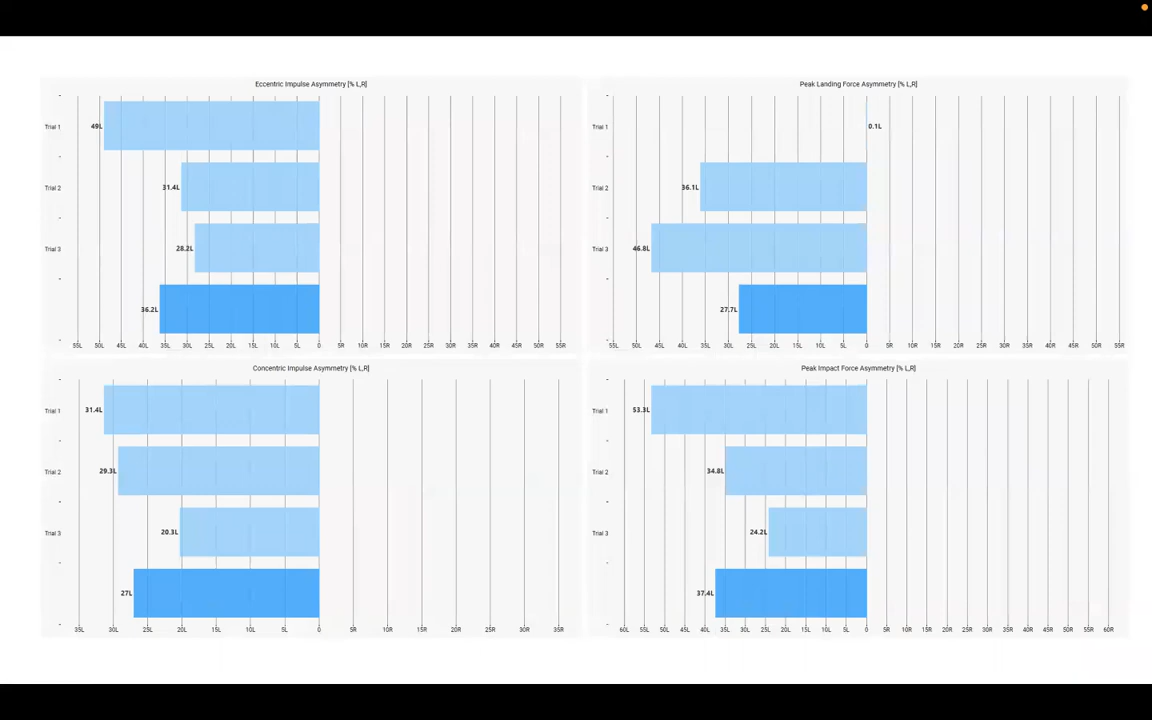 Eccentric Impulse Asymmetry [% L,R]
Trial 1
49L
Trial 2
31.4L
Trial 3
28.2L
36.2L
55L 50L 45L 40L 35L 30L 25L 20L 15L 10L 5L 0 5R 10R 15R 20R 25R 30R 35R 40R 45R 50R 55R
Peak Landing Force Asymmetry [% L,R]
Trial 1
0.1L
Trial 2
36.1L
Trial 3
46.8L
27.7L
55L 50L 45L 40L 35L 30L 25L 20L 15L 10L 5L 0 5R 10R 15R 20R 25R 30R 35R 40R 45R 50R 55R
Concentric Impulse Asymmetry [% L,R]
Trial 1
31.4L
Trial 2
29.3L
Trial 3
20.3L
27L
35L 30L 25L 20L 15L 10L 5L 0 5R 10R 15R 20R 25R 30R 35R
Peak Impact Force Asymmetry [% L,R]
Trial 1
53.3L
Trial 2
34.8L
Trial 3
24.2L
37.4L
60L 55L 50L 45L 40L 35L 30L 25L 20L 15L 10L 5L 0 5R 10R 15R 20R 25R 30R 35R 40R 45R 50R 55R 60R